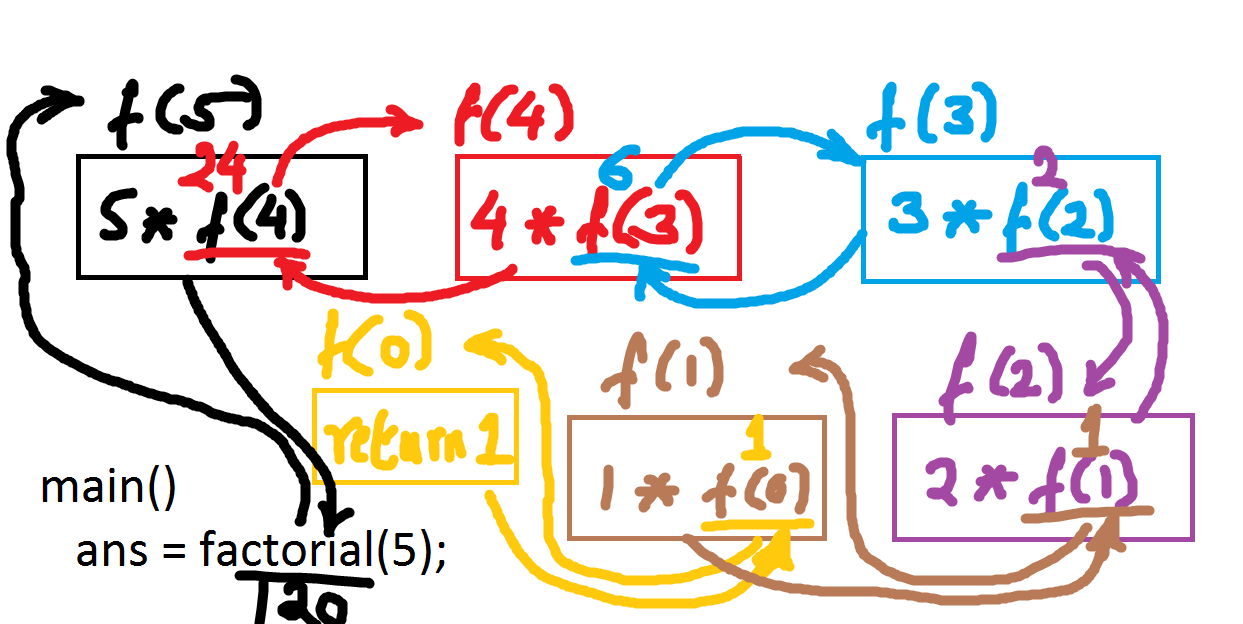 f(5)
24
5 * f(4)
f(4)
6
4 * f(3)
f(3)
2
3 * f(2)
f(2)
1
2 * f(1)
f(1)
1
1 * f(0)
f(0)
return 1
main()
ans = factorial(5);
120